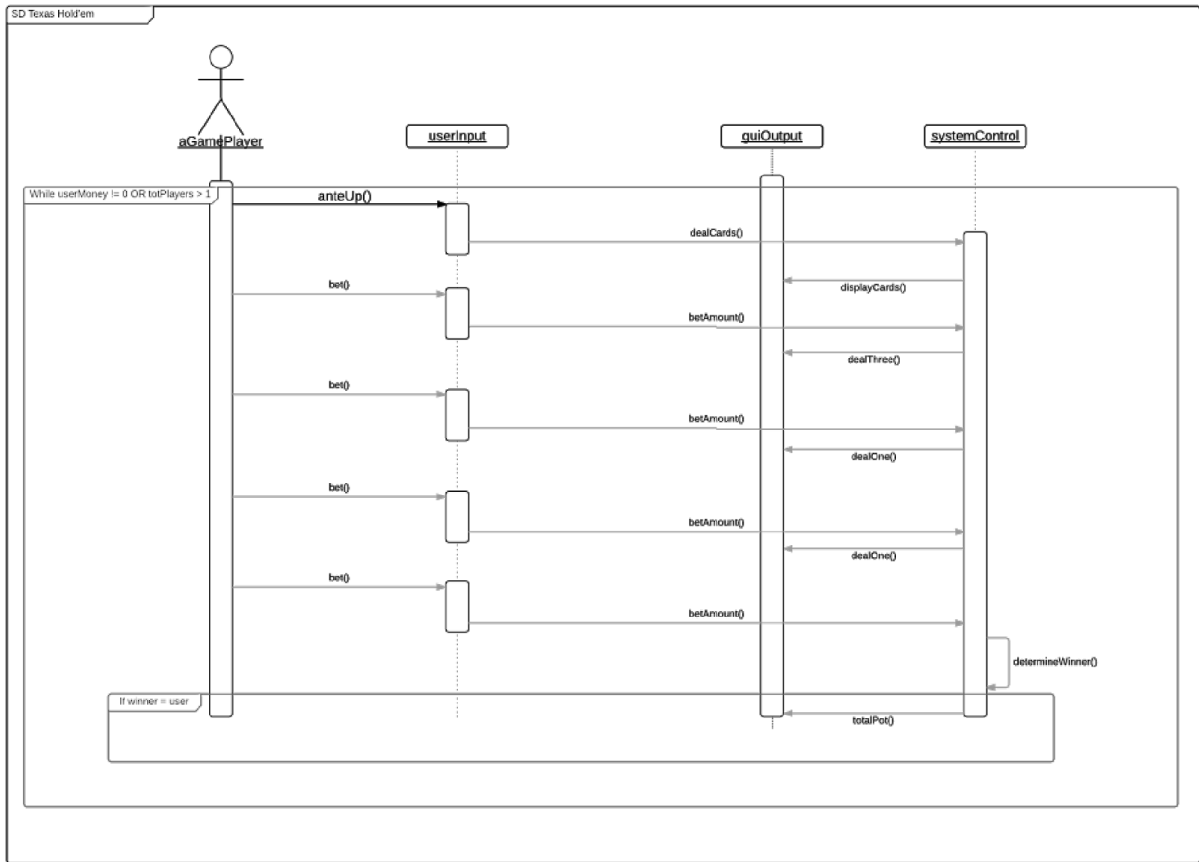 SD Texas Hold'em
aGamePlayer
userInput
guiOutput
systemControl
While userMoney != 0 OR totPlayers > 1
anteUp()
dealCards()
displayCards()
bet()
betAmount()
dealThree()
bet()
betAmount()
dealOne()
bet()
betAmount()
dealOne()
bet()
betAmount()
determineWinner()
If winner = user
totalPot()